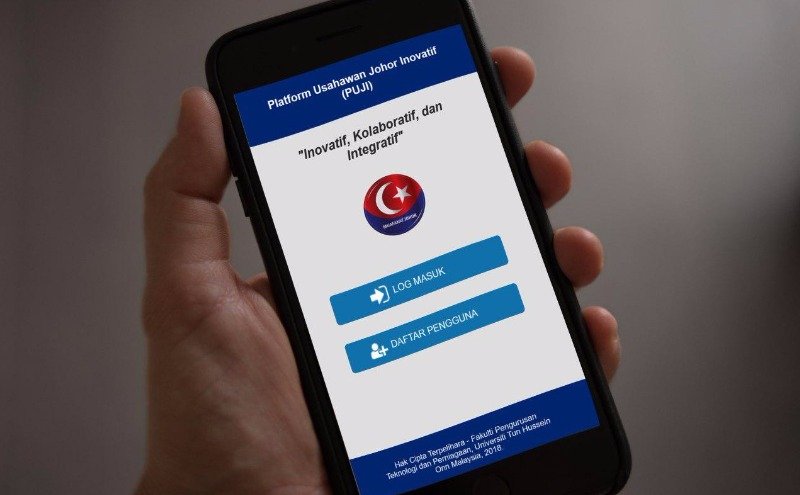 Platform Usahawan Johor Inovatif
(PUJI)
"Inovatif, Kolaboratif, dan
Integratif"
LOG MASUK
DAFTAR PENGGUNA
Hak Cipta Terpelihara - Fakulti Pengurusan
Teknologi dan Perniagaan, Universiti Tun Hussein
Onn Malaysia, 2018.